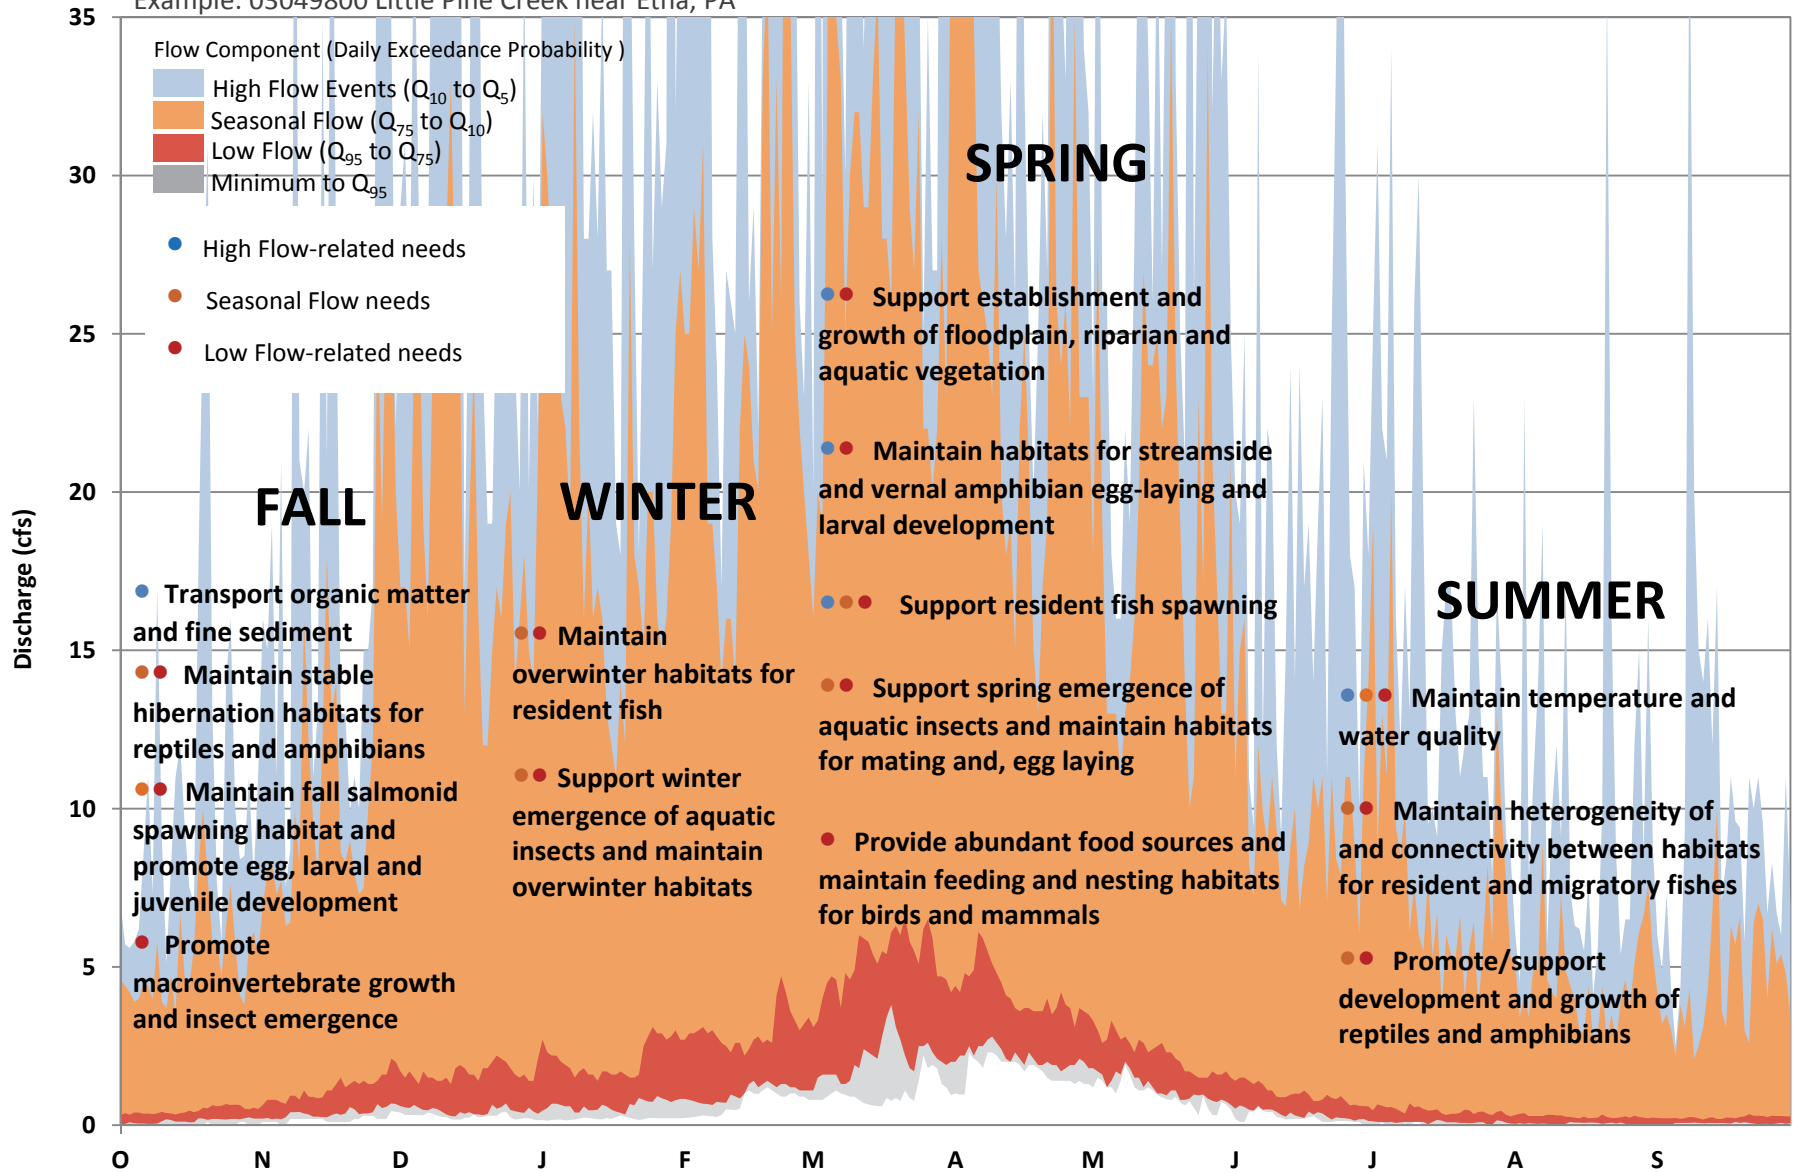 Example: 03049800 Little Pine Creek near Etna, PA
Flow Component (Daily Exceedance Probability )
High Flow Events (Q10 to Q5)
Seasonal Flow (Q75 to Q10)
Low Flow (Q95 to Q75)
Minimum to Q95
High Flow-related needs
Seasonal Flow needs
Low Flow-related needs
Discharge (cfs)
35
30
25
20
15
10
5
0
FALL
Transport organic matter
and fine sediment
Maintain stable
hibernation habitats for
reptiles and amphibians
Maintain fall salmonid
spawning habitat and
promote egg, larval and
juvenile development
Promote
macroinvertebrate growth
and insect emergence
WINTER
Maintain
overwinter habitats for
resident fish
Support winter
emergence of aquatic
insects and maintain
overwinter habitats
SPRING
Support establishment and
growth of floodplain, riparian and
aquatic vegetation
Maintain habitats for streamside
and vernal amphibian egg-laying and
larval development
Support resident fish spawning
Support spring emergence of
aquatic insects and maintain habitats
for mating and, egg laying
Provide abundant food sources and
maintain feeding and nesting habitats
for birds and mammals
SUMMER
Maintain temperature and
water quality
Maintain heterogeneity of
and connectivity between habitats
for resident and migratory fishes
Promote/support
development and growth of
reptiles and amphibians
O N D J F M A M J J A S